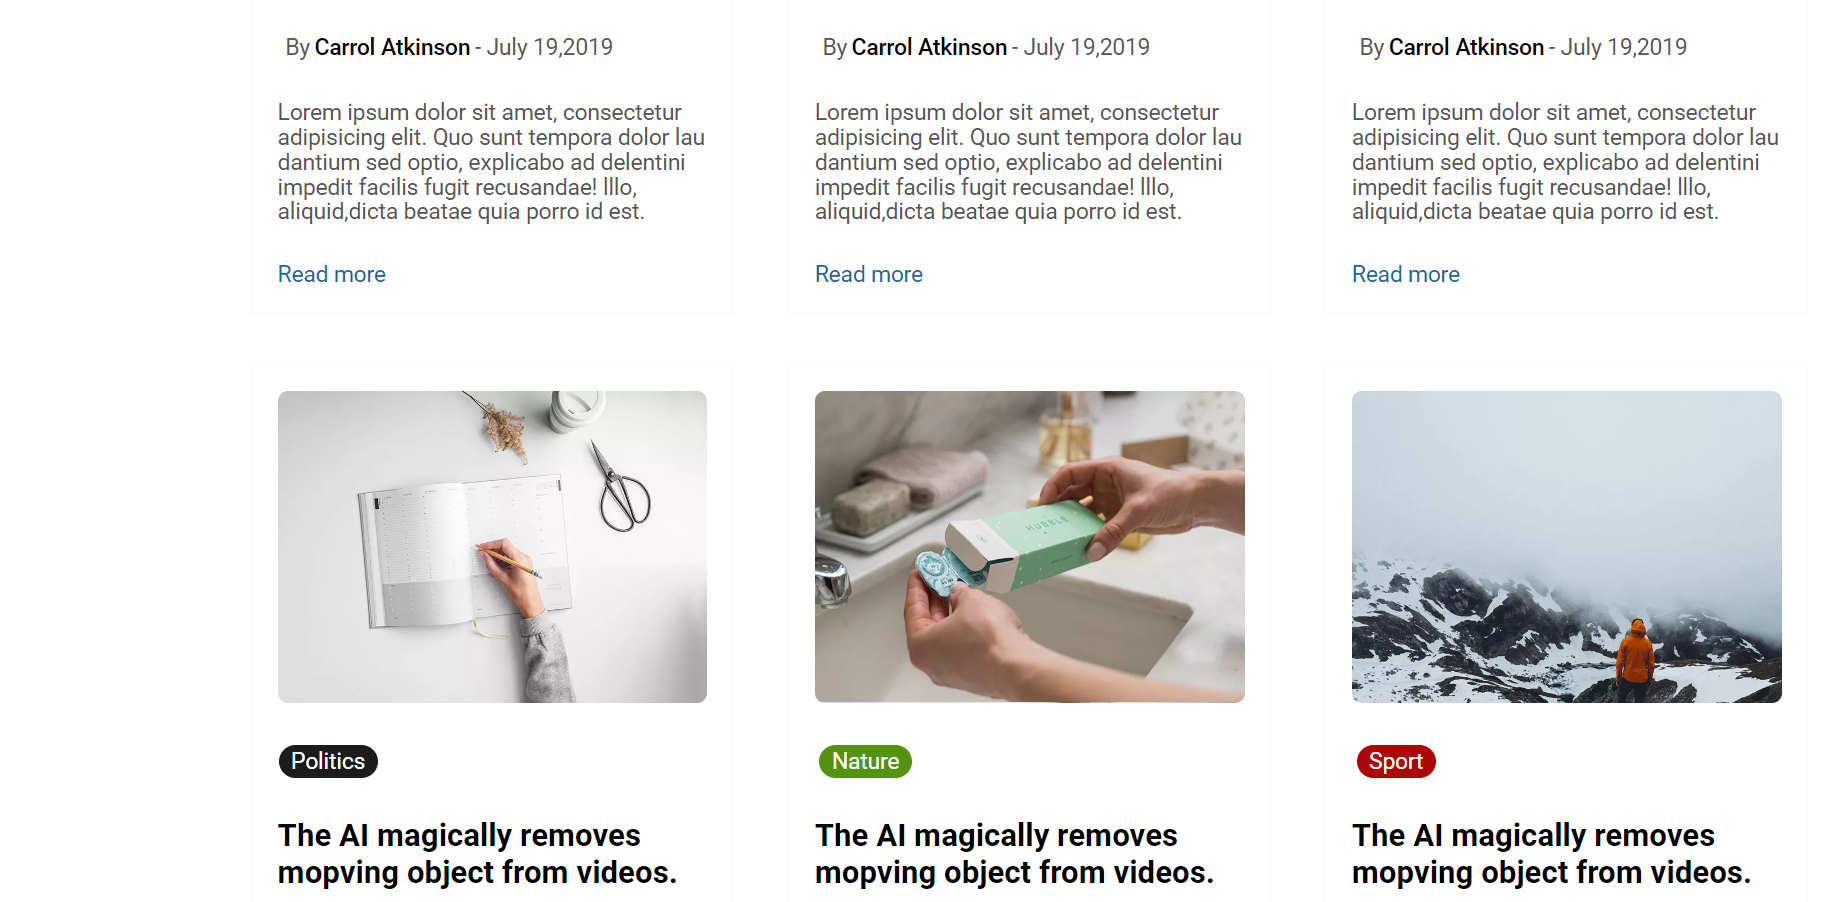 By Carrol Atkinson - July 19,2019
Lorem ipsum dolor sit amet, consectetur
adipisicing elit. Quo sunt tempora dolor lau
dantium sed optio, explicabo ad delentini
impedit facilis fugit recusandae! Illo,
aliquid,dicta beatae quia porro id est.
Read more
By Carrol Atkinson - July 19,2019
Lorem ipsum dolor sit amet, consectetur
adipisicing elit. Quo sunt tempora dolor lau
dantium sed optio, explicabo ad delentini
impedit facilis fugit recusandae! Illo,
aliquid,dicta beatae quia porro id est.
Read more
By Carrol Atkinson - July 19,2019
Lorem ipsum dolor sit amet, consectetur
adipisicing elit. Quo sunt tempora dolor lau
dantium sed optio, explicabo ad delentini
impedit facilis fugit recusandae! Illo,
aliquid,dicta beatae quia porro id est.
Read more
Politics
The AI magically removes
mopving object from videos.
HUBBLE
Nature
The AI magically removes
mopving object from videos.
Sport
The AI magically removes
mopving object from videos.